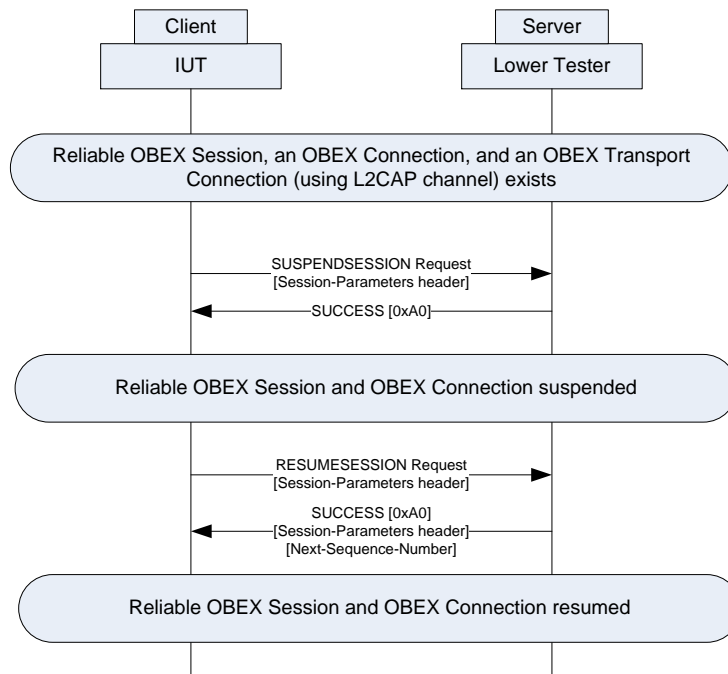 Client
Server
IUT
Lower Tester
Reliable OBEX Session, an OBEX Connection, and an OBEX Transport
Connection (using L2CAP channel) exists
SUSPENDSESSION Request
[Session-Parameters header]
SUCCESS [0xA0]
Reliable OBEX Session and OBEX Connection suspended
RESUMESESSION Request
[Session-Parameters header]
SUCCESS [0xA0]
[Session-Parameters header]
[Next-Sequence-Number]
Reliable OBEX Session and OBEX Connection resumed